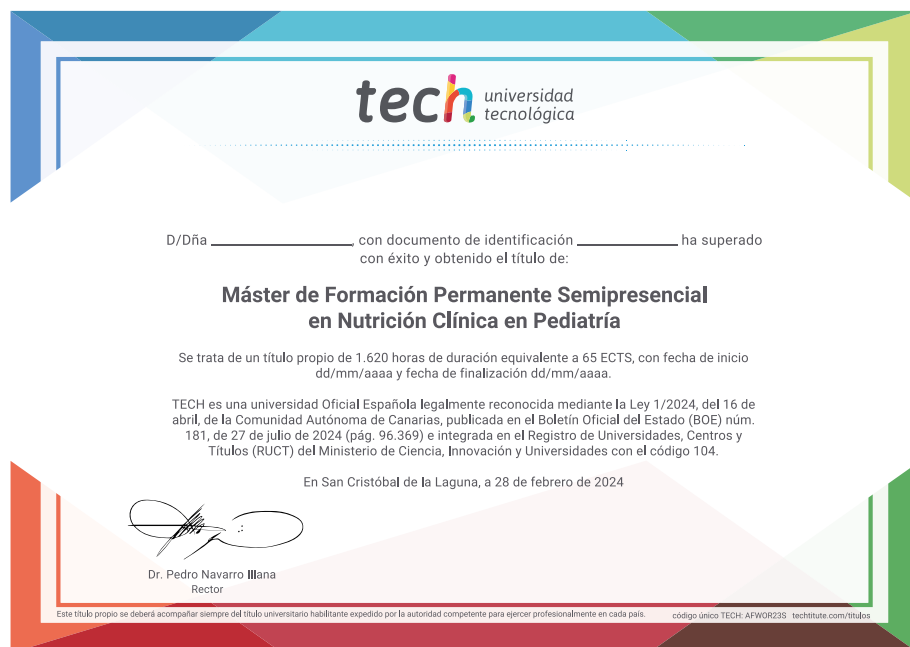 tech universidad
tecnológica
D/Dña ________________, con documento de identificación ____________ ha superado
con éxito y obtenido el título de:
Máster de Formación Permanente Semipresencial
en Nutrición Clínica en Pediatría
Se trata de un título propio de 1.620 horas de duración equivalente a 65 ECTS, con fecha de inicio
dd/mm/aaaa y fecha de finalización dd/mm/aaaa.
TECH es una universidad Oficial Española legalmente reconocida mediante la Ley 1/2024, del 16 de
abril, de la Comunidad Autónoma de Canarias, publicada en el Boletín Oficial del Estado (BOE) núm.
181, de 27 de julio de 2024 (pág. 96.369) e integrada en el Registro de Universidades, Centros y
Títulos (RUCT) del Ministerio de Ciencia, Innovación y Universidades con el código 104.
En San Cristóbal de la Laguna, a 28 de febrero de 2024
Dr. Pedro Navarro Illana
Rector
Este título propio se deberá acompañar siempre del título universitario habilitante expedido por la autoridad competente para ejercer profesionalmente en cada país.
código único TECH: AFWOR23S techtitute.com/titulos